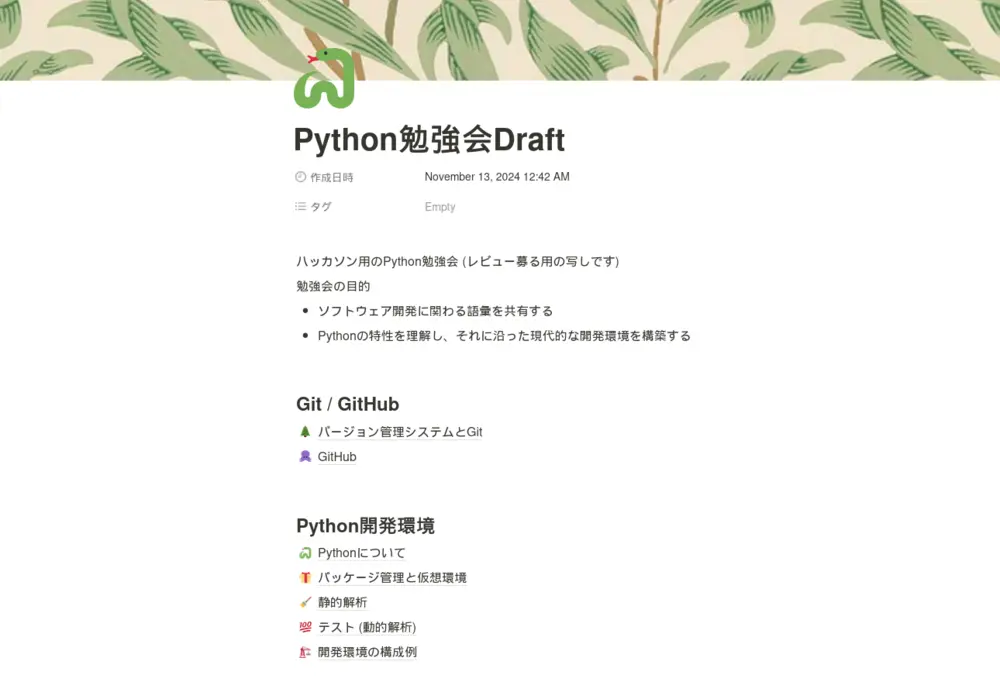 Python勉強会Draft
作成日時 November 13, 2024 12:42 AM
タグ Empty
ハッカソン用のPython勉強会 (レビュー募る用の写しです)
勉強会の目的
• ソフトウェア開発に関わる語彙を共有する
• Pythonの特性を理解し、それに沿った現代的な開発環境を構築する
Git / GitHub
バージョン管理システムとGit
GitHub
Python開発環境
Pythonについて
パッケージ管理と仮想環境
静的解析
テスト (動的解析)
開発環境の構成例